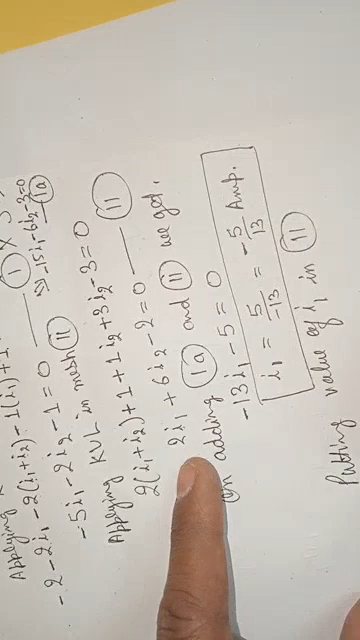 Applying
-2-2i₁-2(i₁+i₂)-1(i₁)+1
-5i₁-2i₂-1=0 —— (I) × 3
⇒ -15i₁-6i₂-3=0
(Ia)
Applying KVL in mesh (II)
2(i₁+i₂)+1+1i₂+3i₂-3=0
2i₁+6i₂-2=0 —— (II)
On adding (Ia) and (II) we get.
-13i₁-5=0
i₁ = 5/-13 = -5/13 Amp.
Putting value of i₁ in (II)